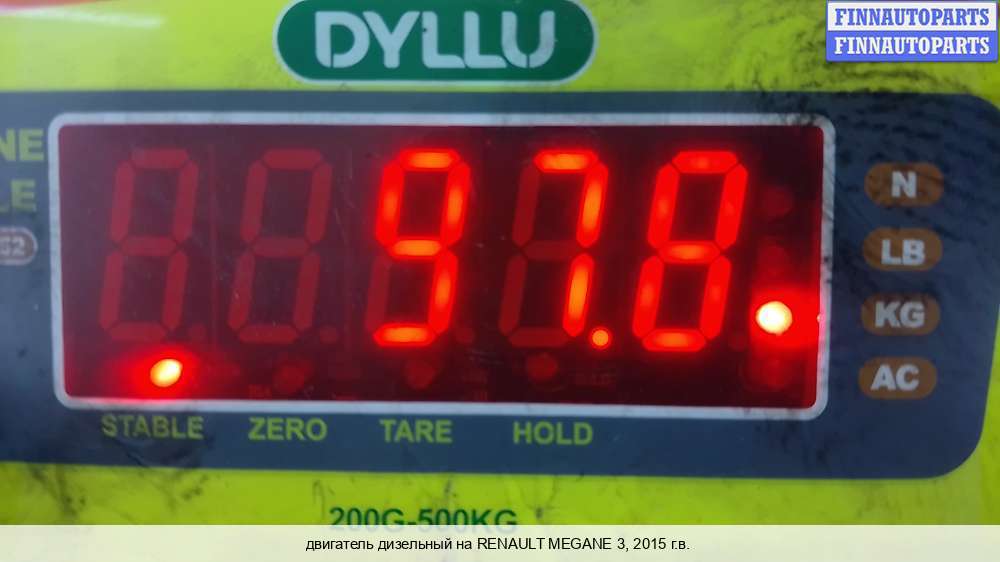 DYLLU
FINNAUTOPARTS
FINNAUTOPARTS
97.8
N
LB
KG
AC
STABLE ZERO TARE HOLD
200G-500KG
двигатель дизельный на RENAULT MEGANE 3, 2015 г.в.